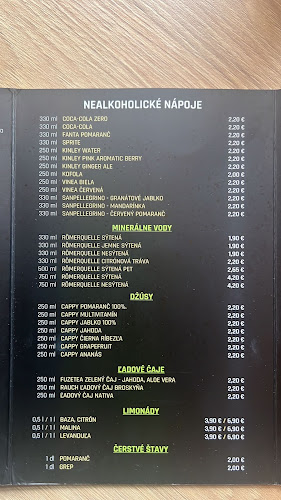 NEALKOHOLICKÉ NÁPOJE
330 ml COCA-COLA ZERO 2,20 €
330 ml COCA-COLA 2,20 €
330 ml FANTA POMARANČ 2,20 €
330 ml SPRITE 2,20 €
250 ml KINLEY WATER 2,20 €
250 ml KINLEY PINK AROMATIC BERRY 2,20 €
250 ml KINLEY GINGER ALE 2,20 €
250 ml KOFOLA 2,00 €
250 ml VINEA BIELA 2,20 €
250 ml VINEA ČERVENÁ 2,20 €
330 ml SANPELLEGRINO - GRANÁTOVÉ JABLKO 2,20 €
330 ml SANPELLEGRINO - MANDARÍNKA 2,20 €
330 ml SANPELLEGRINO - ČERVENÝ POMARANČ 2,20 €
MINERÁLNE VODY
330 ml RÖMERQUELLE SÝTENÁ 1,90 €
330 ml RÖMERQUELLE JEMNE SÝTENÁ 1,90 €
330 ml RÖMERQUELLE NESÝTENÁ 1,90 €
330 ml RÖMERQUELLE CITRÓNOVÁ TRÁVA 2,20 €
500 ml RÖMERQUELLE SÝTENÁ PET 2,65 €
750 ml RÖMERQUELLE SÝTENÁ 4,20 €
750 ml RÖMERQUELLE NESÝTENÁ 4,20 €
DŽÚSY
250 ml CAPPY POMARANČ 100% 2,20 €
250 ml CAPPY MULTIVITAMÍN 2,20 €
250 ml CAPPY JABLKO 100% 2,20 €
250 ml CAPPY JAHODA 2,20 €
250 ml CAPPY ČIERNA RÍBEZĽA 2,20 €
250 ml CAPPY GRAPEFRUIT 2,20 €
250 ml CAPPY ANANÁS 2,20 €
ĽADOVÉ ČAJE
250 ml FUZETEA ZELENÝ ČAJ - JAHODA, ALOE VERA 2,20 €
250 ml RAUCH ĽADOVÝ ČAJ BROSKYŇA 2,20 €
250 ml ĽADOVÝ ČAJ NATIVA 2,20 €
LIMONÁDY
0,5 l / 1 l BAZA, CITRÓN 3,90 € / 6,90 €
0,5 l / 1 l MALINA 3,90 € / 6,90 €
0,5 l / 1 l LEVANDUĽA 3,90 € / 6,90 €
ČERSTVÉ ŠŤAVY
1 dl POMARANČ 2,00 €
1 dl GREP 2,00 €